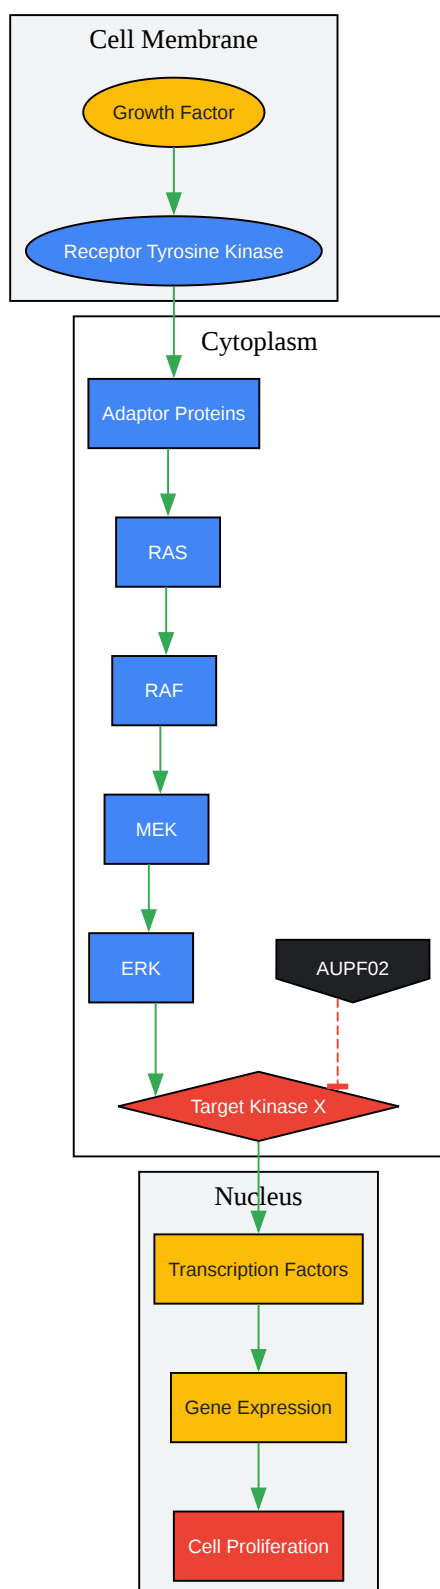 Cell Membrane
Growth Factor
Receptor Tyrosine Kinase
Cytoplasm
Adaptor Proteins
RAS
RAF
MEK
ERK
AUPF02
Target Kinase X
Nucleus
Transcription Factors
Gene Expression
Cell Proliferation